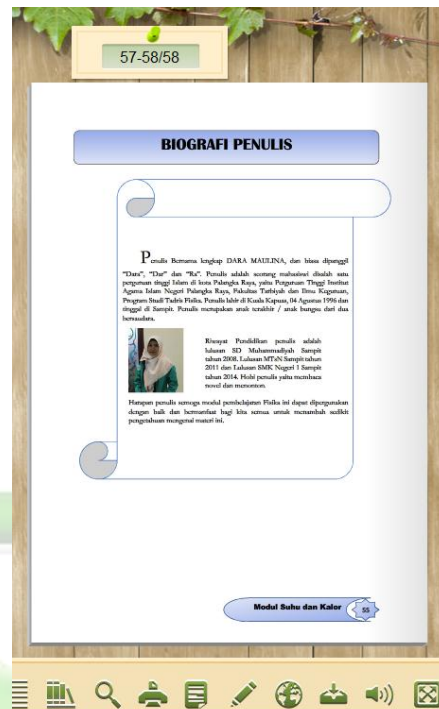 57-58/58
BIOGRAFI PENULIS
Penulis Bernama lengkap DARA MAULINA, dan biasa dipanggil
"Dara", "Dar" dan "Ra". Penulis adalah seorang mahasiswi disalah satu
perguruan tinggi Islam di kota Palangka Raya, yaitu Perguruan Tinggi Institut
Agama Islam Negeri Palangka Raya, Fakultas Tarbiyah dan Ilmu Keguruan,
Program Studi Tadris Fisika. Penulis lahir di Kuala Kapuas, 04 Agustus 1996 dan
tinggal di Sampit. Penulis merupakan anak terakhir / anak bungsu dari dua
bersaudara.
Riwayat Pendidikan penulis adalah
lulusan SD Muhammadiyah Sampit
tahun 2008. Lulusan MTsN Sampit tahun
2011 dan Lulusan SMK Negeri 1 Sampit
tahun 2014. Hobi penulis yaitu membaca
novel dan menonton.
Harapan penulis semoga modul pembelajaran Fisika ini dapat dipergunakan
dengan baik dan bermanfaat bagi kita semua untuk menambah sedikit
pengetahuan mengenai materi ini.
Modul Suhu dan Kalor
55